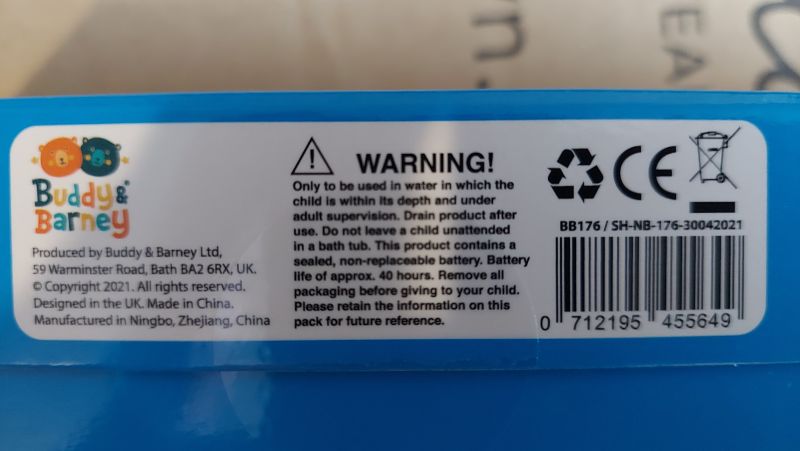 Buddy &
Barney
Produced by Buddy & Barney Ltd,
59 Warminster Road, Bath BA2 6RX, UK.
© Copyright 2021. All rights reserved.
Designed in the UK. Made in China.
Manufactured in Ningbo, Zhejiang, China
WARNING!
Only to be used in water in which the
child is within its depth and under
adult supervision. Drain product after
use. Do not leave a child unattended
in a bath tub. This product contains a
sealed, non-replaceable battery. Battery
life of approx. 40 hours. Remove all
packaging before giving to your child.
Please retain the information on this
pack for future reference.
CE
BB176 / SH-NB-176-30042021
0 712195 455649